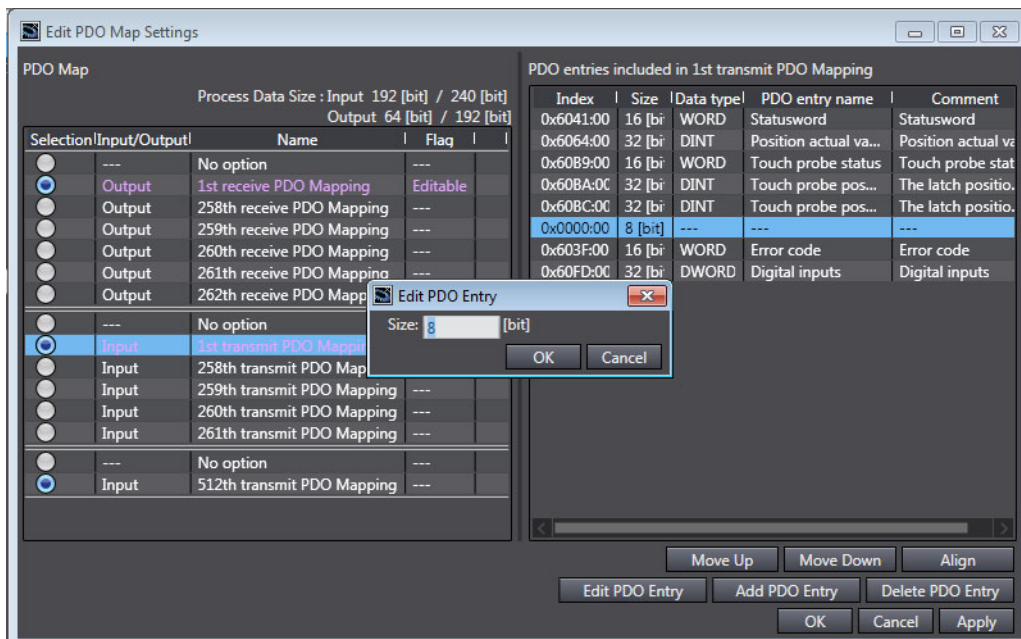 Edit PDO Map Settings
PDO Map
Process Data Size : Input 192 [bit] / 240 [bit]
Output 64 [bit] / 192 [bit]
Selection Input/Output Name Flag
--- No option ---
Output 1st receive PDO Mapping Editable
Output 258th receive PDO Mapping ---
Output 259th receive PDO Mapping ---
Output 260th receive PDO Mapping ---
Output 261th receive PDO Mapping ---
Output 262th receive PDO Mapp
--- No option
Input 1st transmit PDO Mappin
Input 258th transmit PDO Map
Input 259th transmit PDO Mapping ---
Input 260th transmit PDO Mapping ---
Input 261th transmit PDO Mapping ---
--- No option ---
Input 512th transmit PDO Mapping ---
PDO entries included in 1st transmit PDO Mapping
Index Size Data type PDO entry name Comment
0x6041:00 16 [bi WORD Statusword Statusword
0x6064:00 32 [bi DINT Position actual va... Position actual va
0x60B9:00 16 [bi WORD Touch probe status Touch probe stat
0x60BA:0C 32 [bi DINT Touch probe pos... The latch positio.
0x60BC:0C 32 [bi DINT Touch probe pos... The latch positio.
0x0000:00 8 [bit] --- --- ---
0x603F:00 16 [bi WORD Error code Error code
0x60FD:0C 32 [bi DWORD Digital inputs Digital inputs
Edit PDO Entry
Size: 8 [bit]
OK Cancel
Move Up Move Down Align
Edit PDO Entry Add PDO Entry Delete PDO Entry
OK Cancel Apply